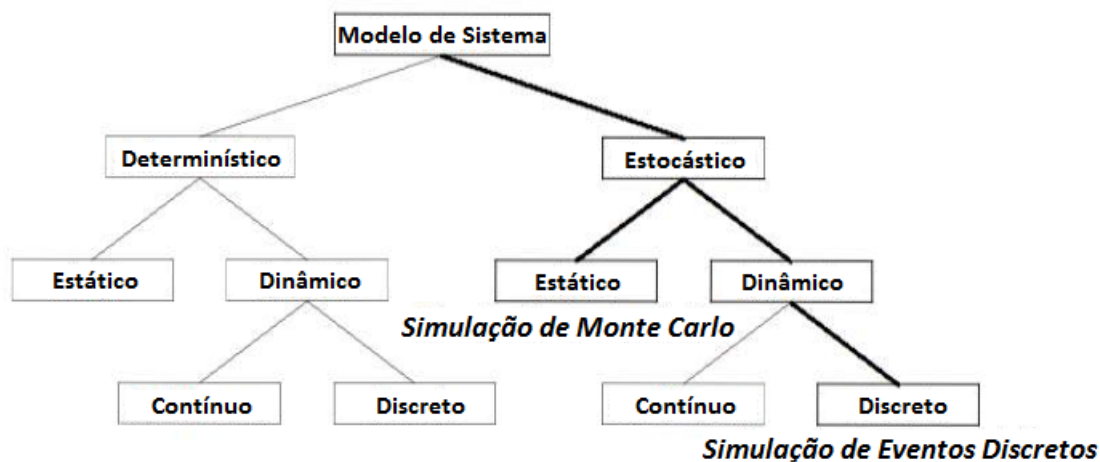 Modelo de Sistema
Determinístico
Estocástico
Estático
Dinâmico
Estático
Dinâmico
Simulação de Monte Carlo
Contínuo
Discreto
Contínuo
Discreto
Simulação de Eventos Discretos